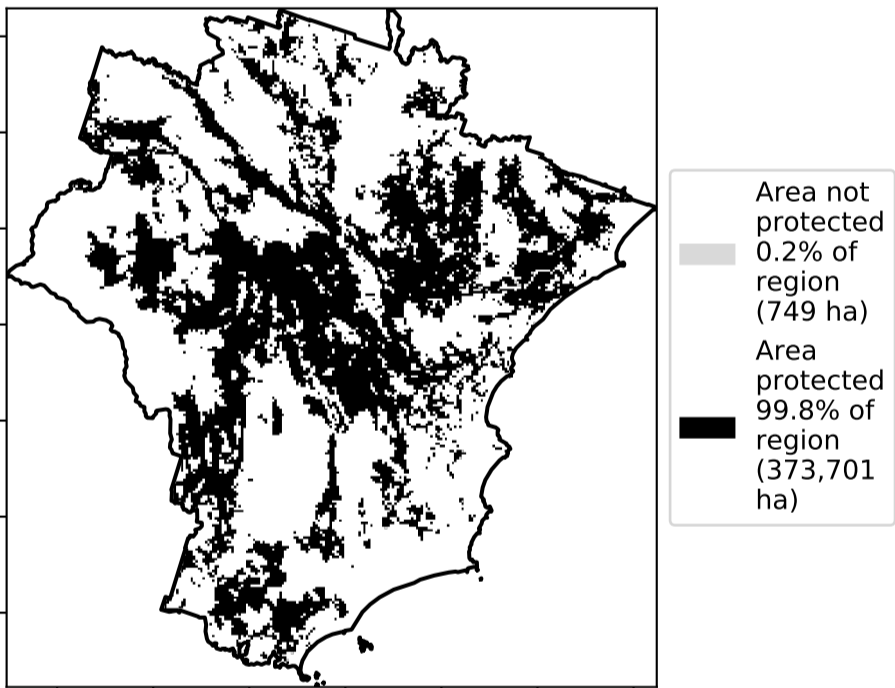 Area not
protected
0.2% of
region
(749 ha)
Area
protected
99.8% of
region
(373,701
ha)